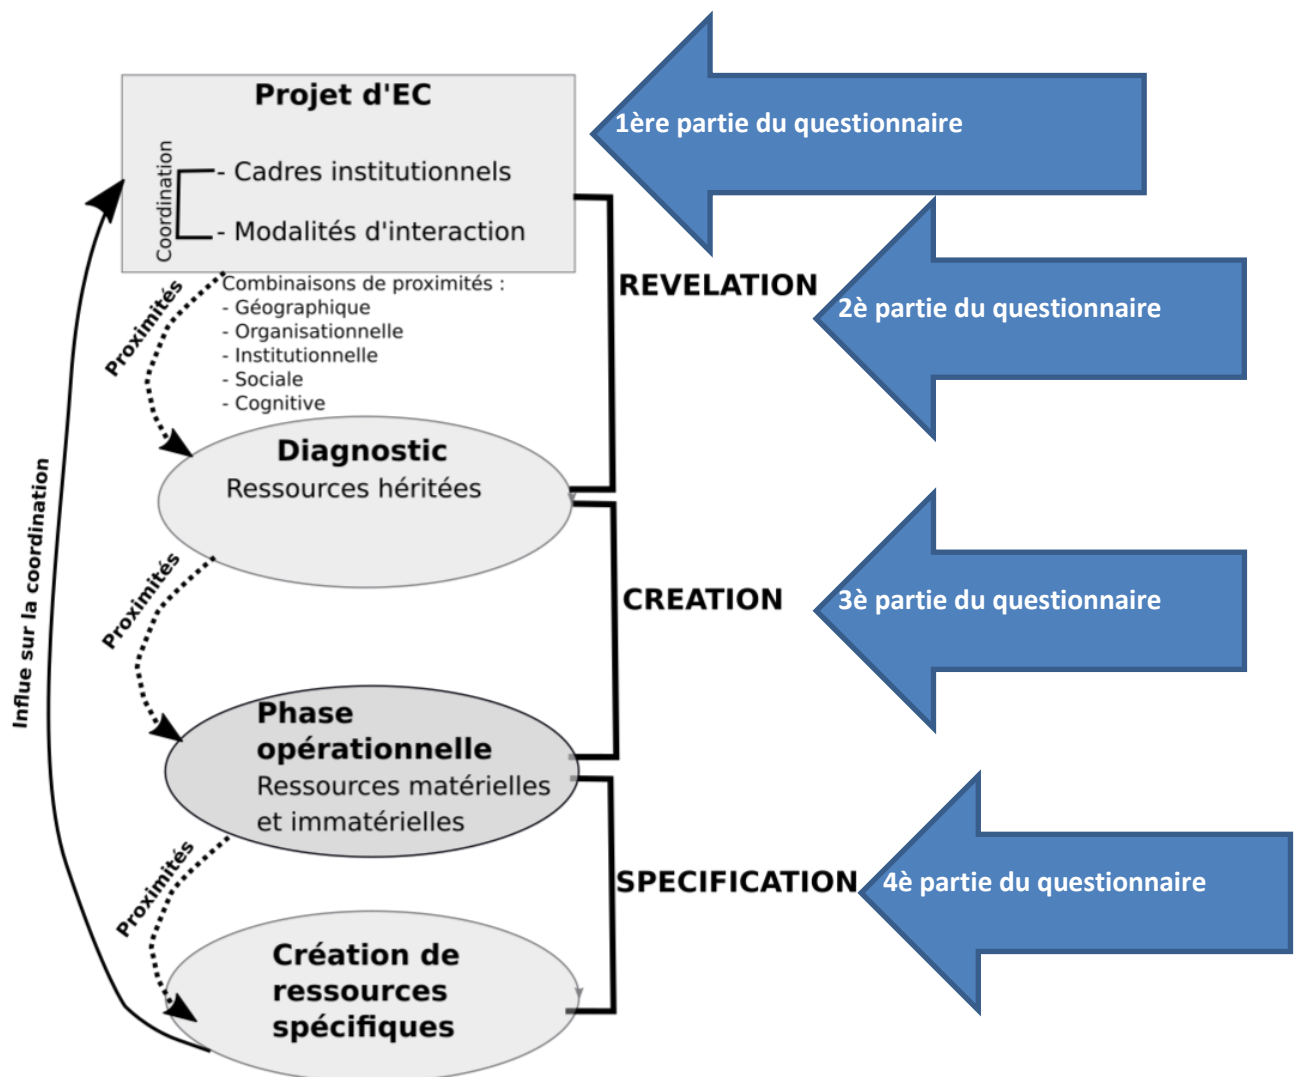 Projet d'EC
1ère partie du questionnaire
Coordination
- Cadres institutionnels
- Modalités d'interaction
REVELATION
2è partie du questionnaire
Proximités
Combinaisons de proximités :
- Géographique
- Organisationnelle
- Institutionnelle
- Sociale
- Cognitive
Diagnostic
Ressources héritées
Influe sur la coordination
Proximités
CREATION
3è partie du questionnaire
Phase
opérationnelle
Ressources matérielles
et immatérielles
Proximités
SPECIFICATION
4è partie du questionnaire
Création de
ressources
spécifiques